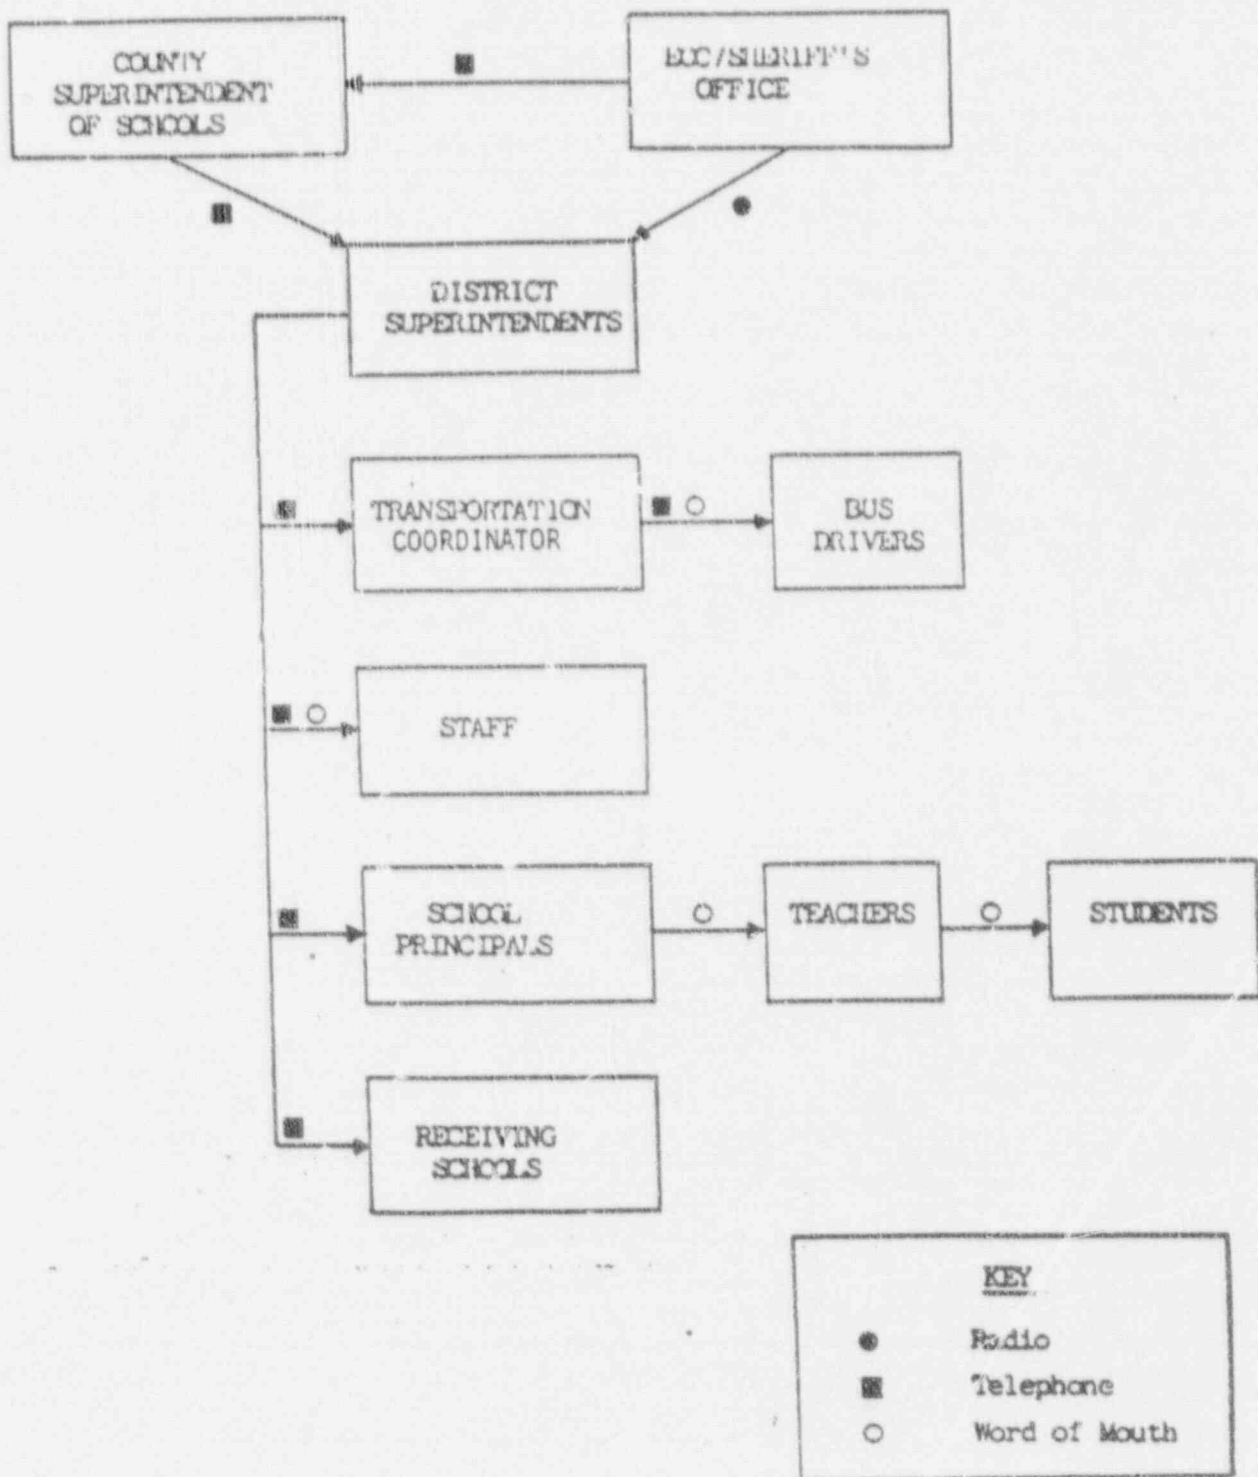 COUNTY
SUPERINTENDENT
OF SCHOOLS
EOC/SHERIFF'S
OFFICE
DISTRICT
SUPERINTENDENTS
TRANSPORTATION
COORDINATOR
BUS
DRIVERS
STAFF
SCHOOL
PRINCIPALS
TEACHERS
STUDENTS
RECEIVING
SCHOOLS
KEY
Radio
Telephone
Word of Mouth